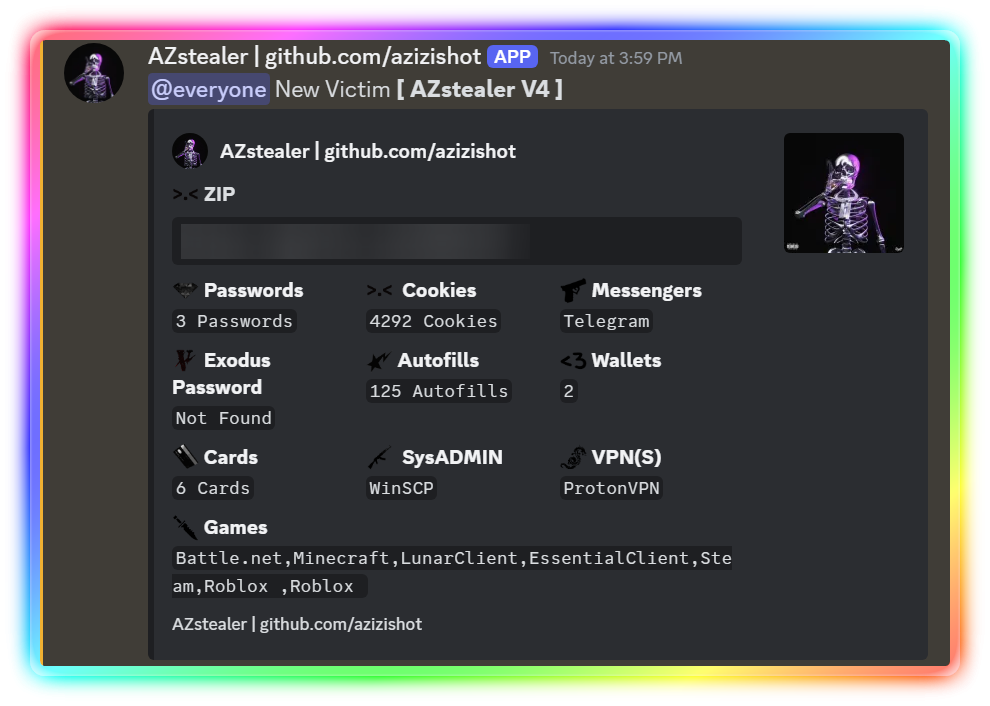 AZstealer | github.com/azizishot APP Today at 3:59 PM
@everyone New Victim [ AZstealer V4 ]
AZstealer | github.com/azizishot
>.< ZIP
Passwords >.< Cookies Messengers
3 Passwords 4292 Cookies Telegram
Exodus Autofills <3 Wallets
Password 125 Autofills 2
Not Found
Cards SysADMIN VPN(S)
6 Cards WinSCP ProtonVPN
Games
Battle.net,Minecraft,LunarClient,EssentialClient,Ste
am,Roblox ,Roblox
AZstealer | github.com/azizishot